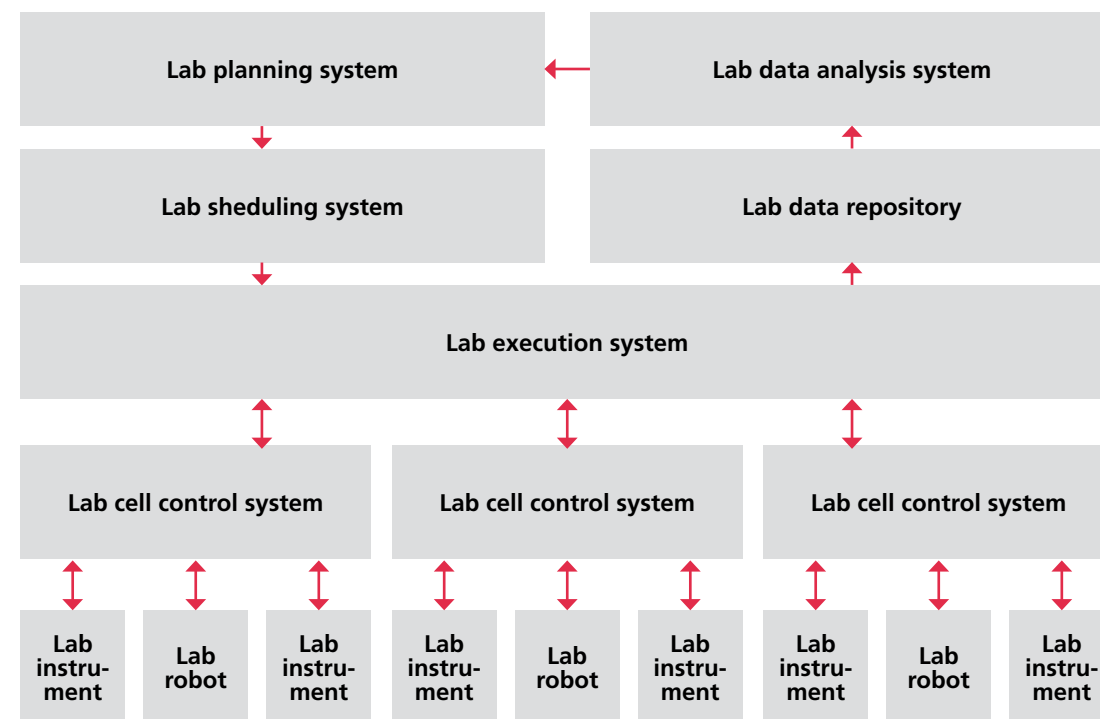 Lab planning system
Lab data analysis system
Lab sheduling system
Lab data repository
Lab execution system
Lab cell control system
Lab cell control system
Lab cell control system
Lab
instru-
ment
Lab
robot
Lab
instru-
ment
Lab
instru-
ment
Lab
robot
Lab
instru-
ment
Lab
instru-
ment
Lab
robot
Lab
instru-
ment